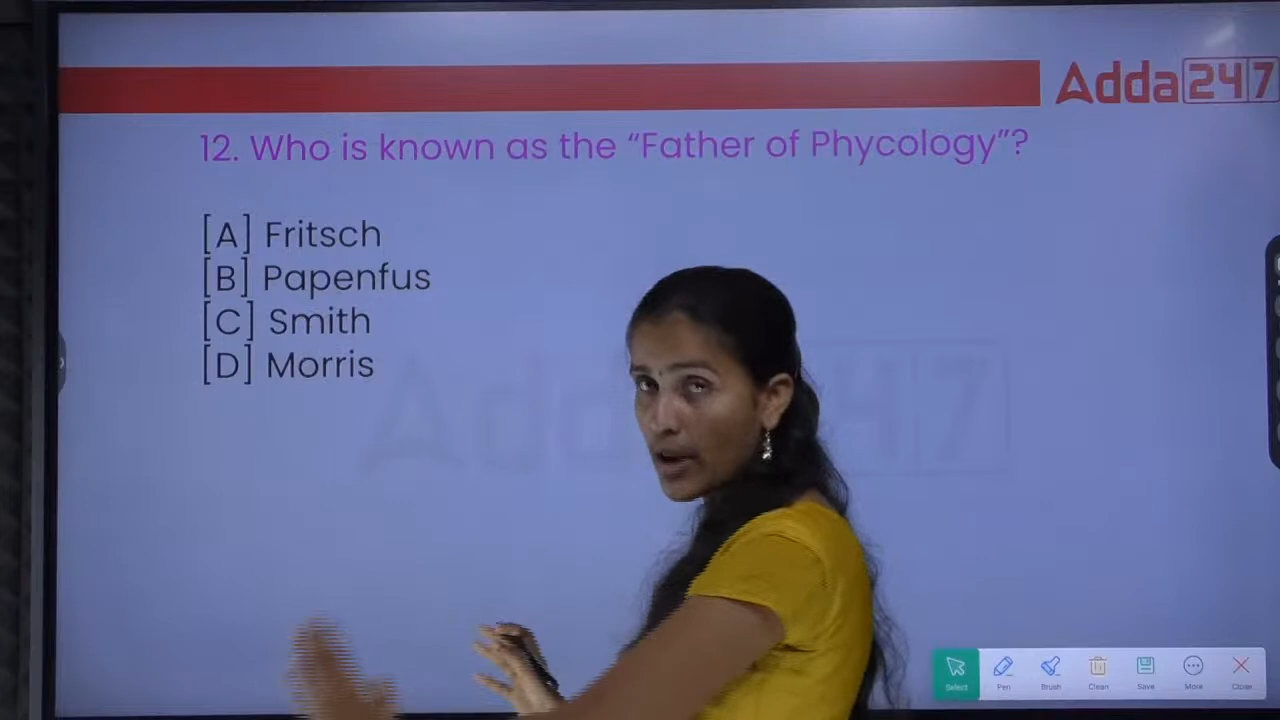 Adda247
12. Who is known as the “Father of Phycology”?
[A] Fritsch
[B] Papenfus
[C] Smith
[D] Morris
Select Pen Brush Clean Save More Close